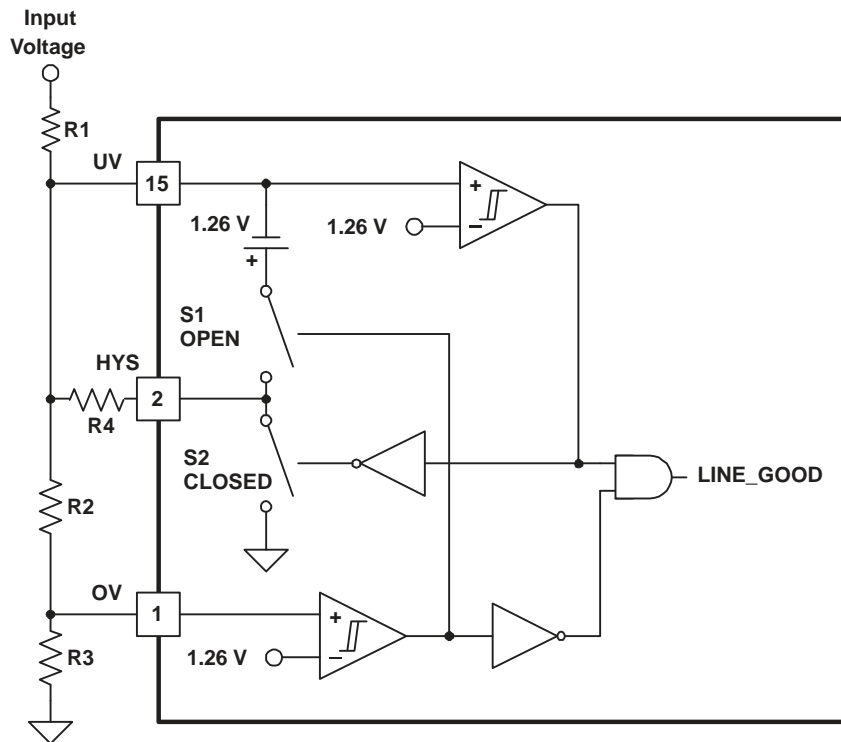 Input
Voltage
R1
UV
15
1.26 V
+
1.26 V
+
−
S1
OPEN
HYS
2
R4
S2
CLOSED
LINE_GOOD
R2
OV
1
+
−
1.26 V
R3